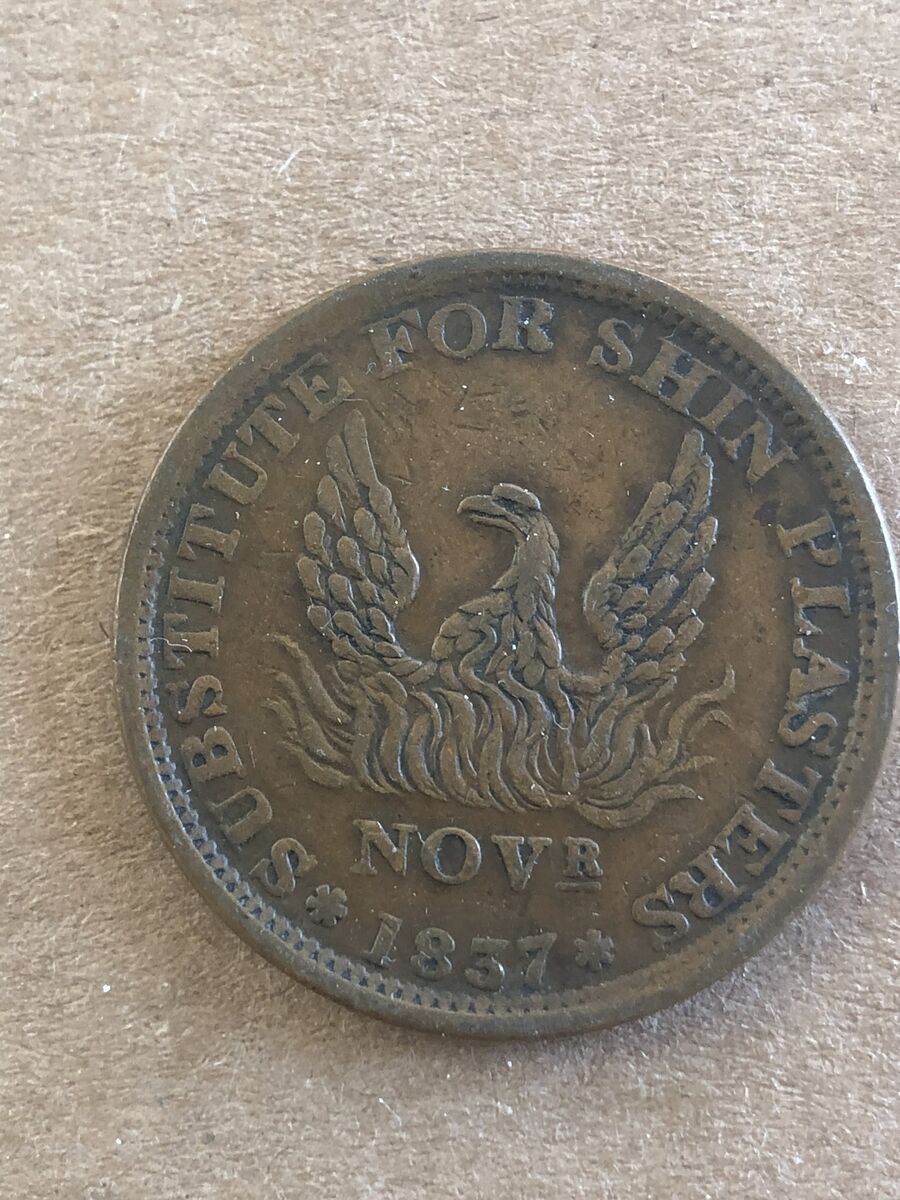 SUBSTITUTE FOR SHIN PLASTERS
NOVR
* 1837 *